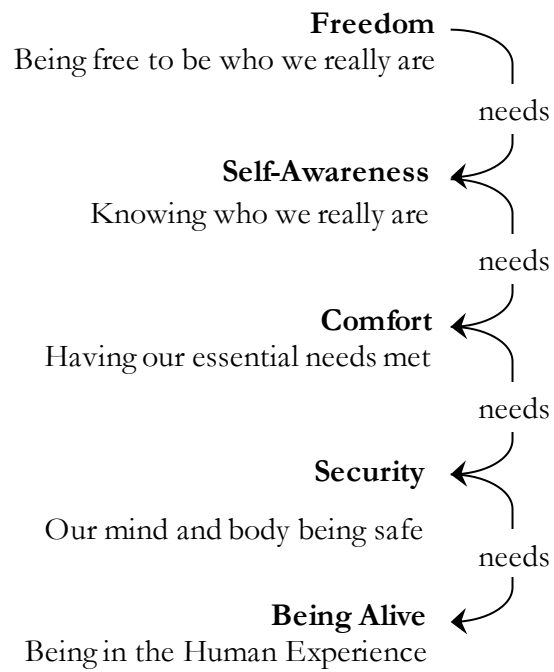 Freedom
Being free to be who we really are
needs
Self-Awareness
Knowing who we really are
needs
Comfort
Having our essential needs met
needs
Security
Our mind and body being safe
needs
Being Alive
Being in the Human Experience